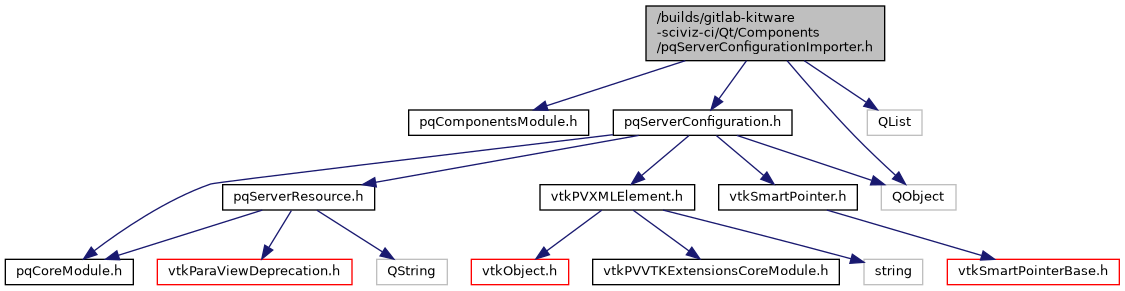 /builds/gitlab-kitware
-sciviz-ci/Qt/Components
/pqServerConfigurationImporter.h
pqComponentsModule.h
pqServerConfiguration.h
QList
pqServerResource.h
vtkPVXMLElement.h
vtkSmartPointer.h
QObject
pqCoreModule.h
vtkParaViewDeprecation.h
QString
vtkObject.h
vtkPVVTKExtensionsCoreModule.h
string
vtkSmartPointerBase.h